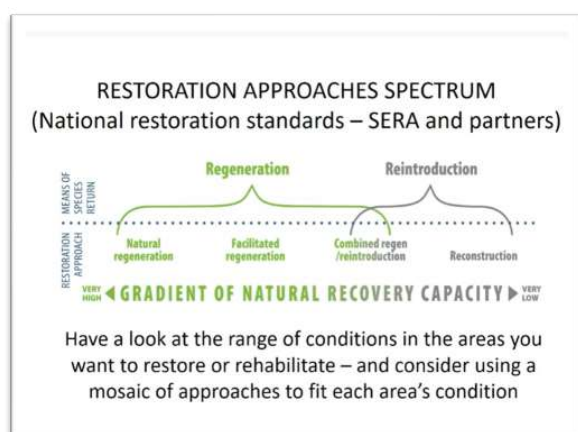 RESTORATION APPROACHES SPECTRUM
(National restoration standards – SERA and partners)
MEANS OF
SPECIES
RETURN
Regeneration
Reintroduction
RESTORATION
APPROACH
Natural
regeneration
Facilitated
regeneration
Combined regen
/reintroduction
Reconstruction
VERY
HIGH
GRADIENT OF NATURAL RECOVERY CAPACITY
VERY
LOW
Have a look at the range of conditions in the areas you
want to restore or rehabilitate – and consider using a
mosaic of approaches to fit each area's condition